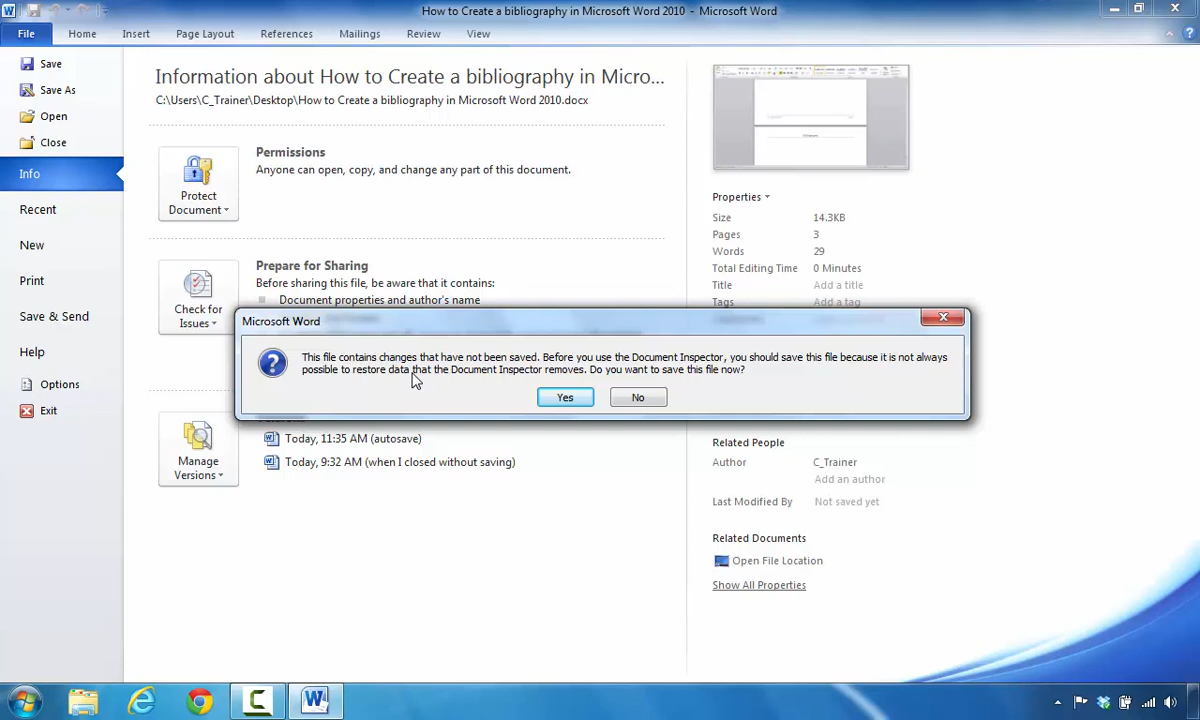 How to Create a bibliography in Microsoft Word 2010 - Microsoft Word
File Home Insert Page Layout References Mailings Review View
Save
Save As
Open
Close
Info
Recent
New
Print
Save & Send
Help
Options
Exit
Information about How to Create a bibliography in Micro...
C:\Users\C_Trainer\Desktop\How to Create a bibliography in Microsoft Word 2010.docx
Protect
Document
Permissions
Anyone can open, copy, and change any part of this document.
Check for
Issues
Prepare for Sharing
Before sharing this file, be aware that it contains:
Document properties and author's name
Microsoft Word
This file contains changes that have not been saved. Before you use the Document Inspector, you should save this file because it is not always
possible to restore data that the Document Inspector removes. Do you want to save this file now?
Yes No
Manage
Versions
Today, 11:35 AM (autosave)
Today, 9:32 AM (when I closed without saving)
Properties
Size 14.3KB
Pages 3
Words 29
Total Editing Time 0 Minutes
Title Add a title
Tags Add a tag
Related People
Author C_Trainer
Add an author
Last Modified By Not saved yet
Related Documents
Open File Location
Show All Properties